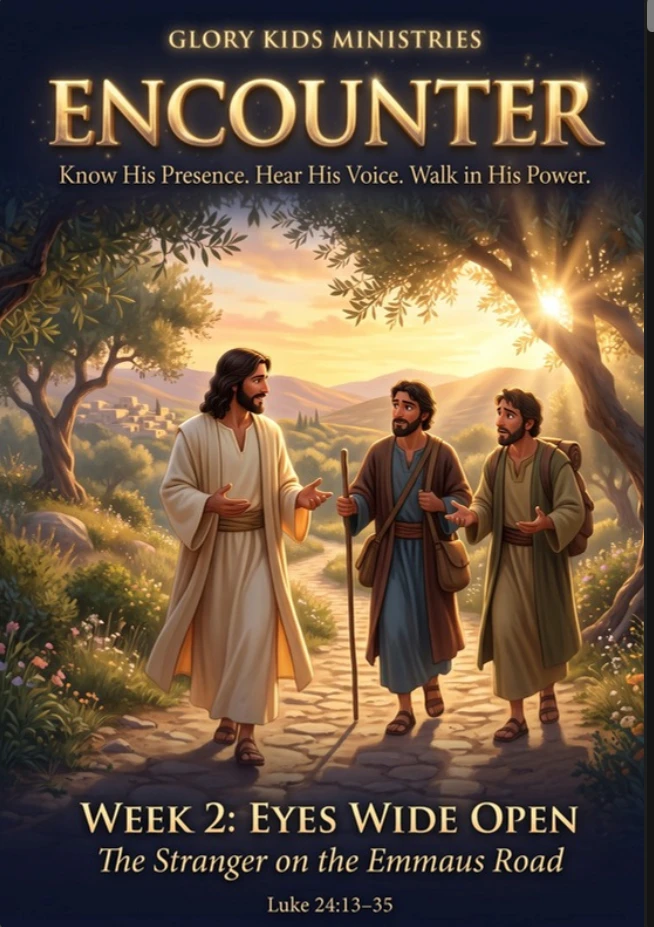 GLORY KIDS MINISTRIES
ENCOUNTER
Know His Presence. Hear His Voice. Walk in His Power.
WEEK 2: EYES WIDE OPEN
The Stranger on the Emmaus Road
Luke 24:13–35